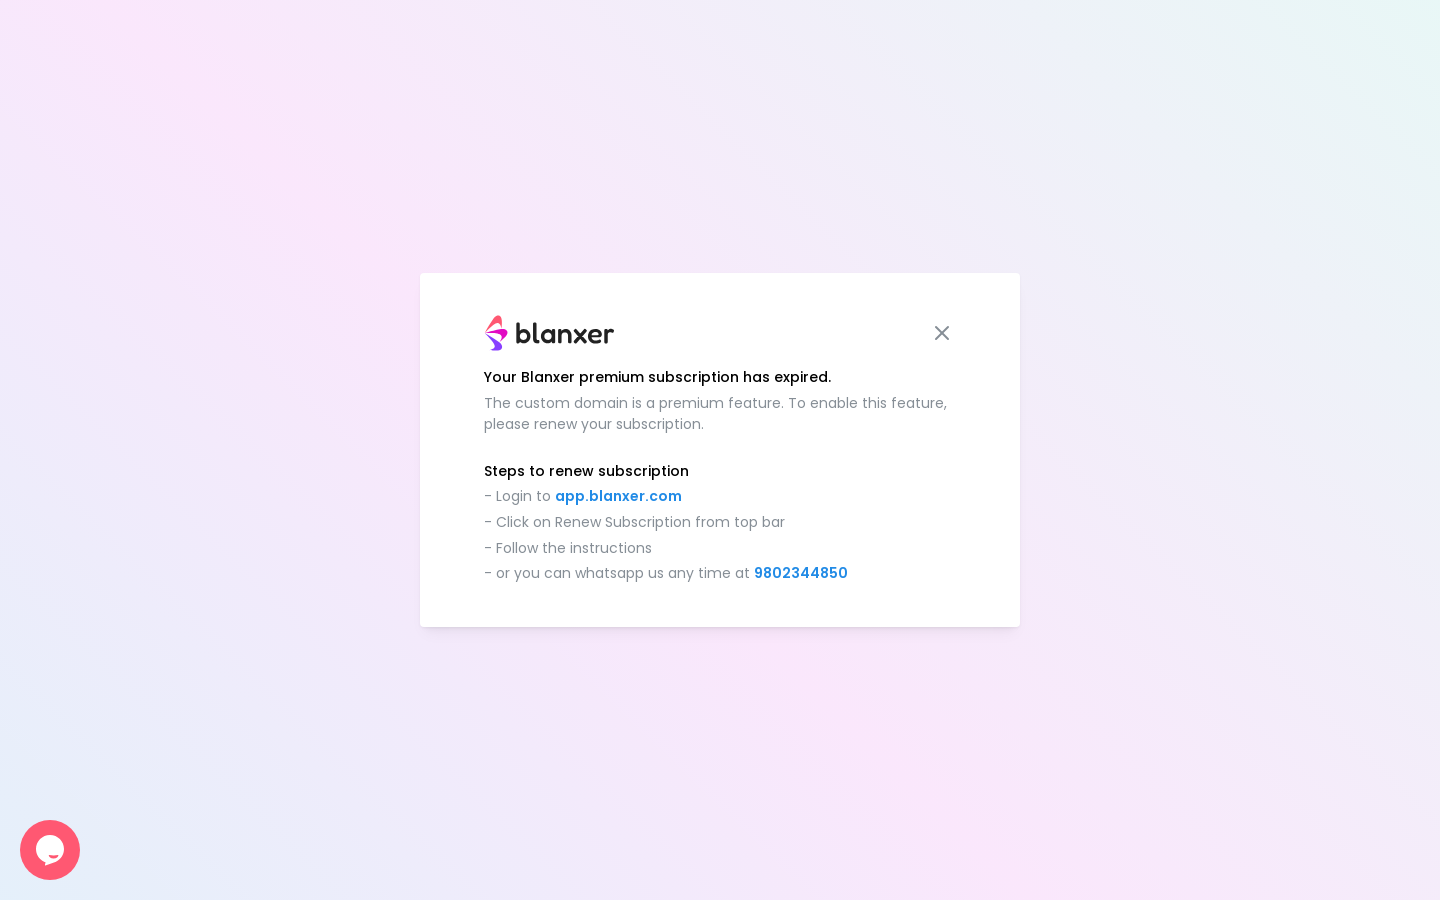 blanxer
Your Blanxer premium subscription has expired.
The custom domain is a premium feature. To enable this feature,
please renew your subscription.
Steps to renew subscription
- Login to app.blanxer.com
- Click on Renew Subscription from top bar
- Follow the instructions
- or you can whatsapp us any time at 9802344850